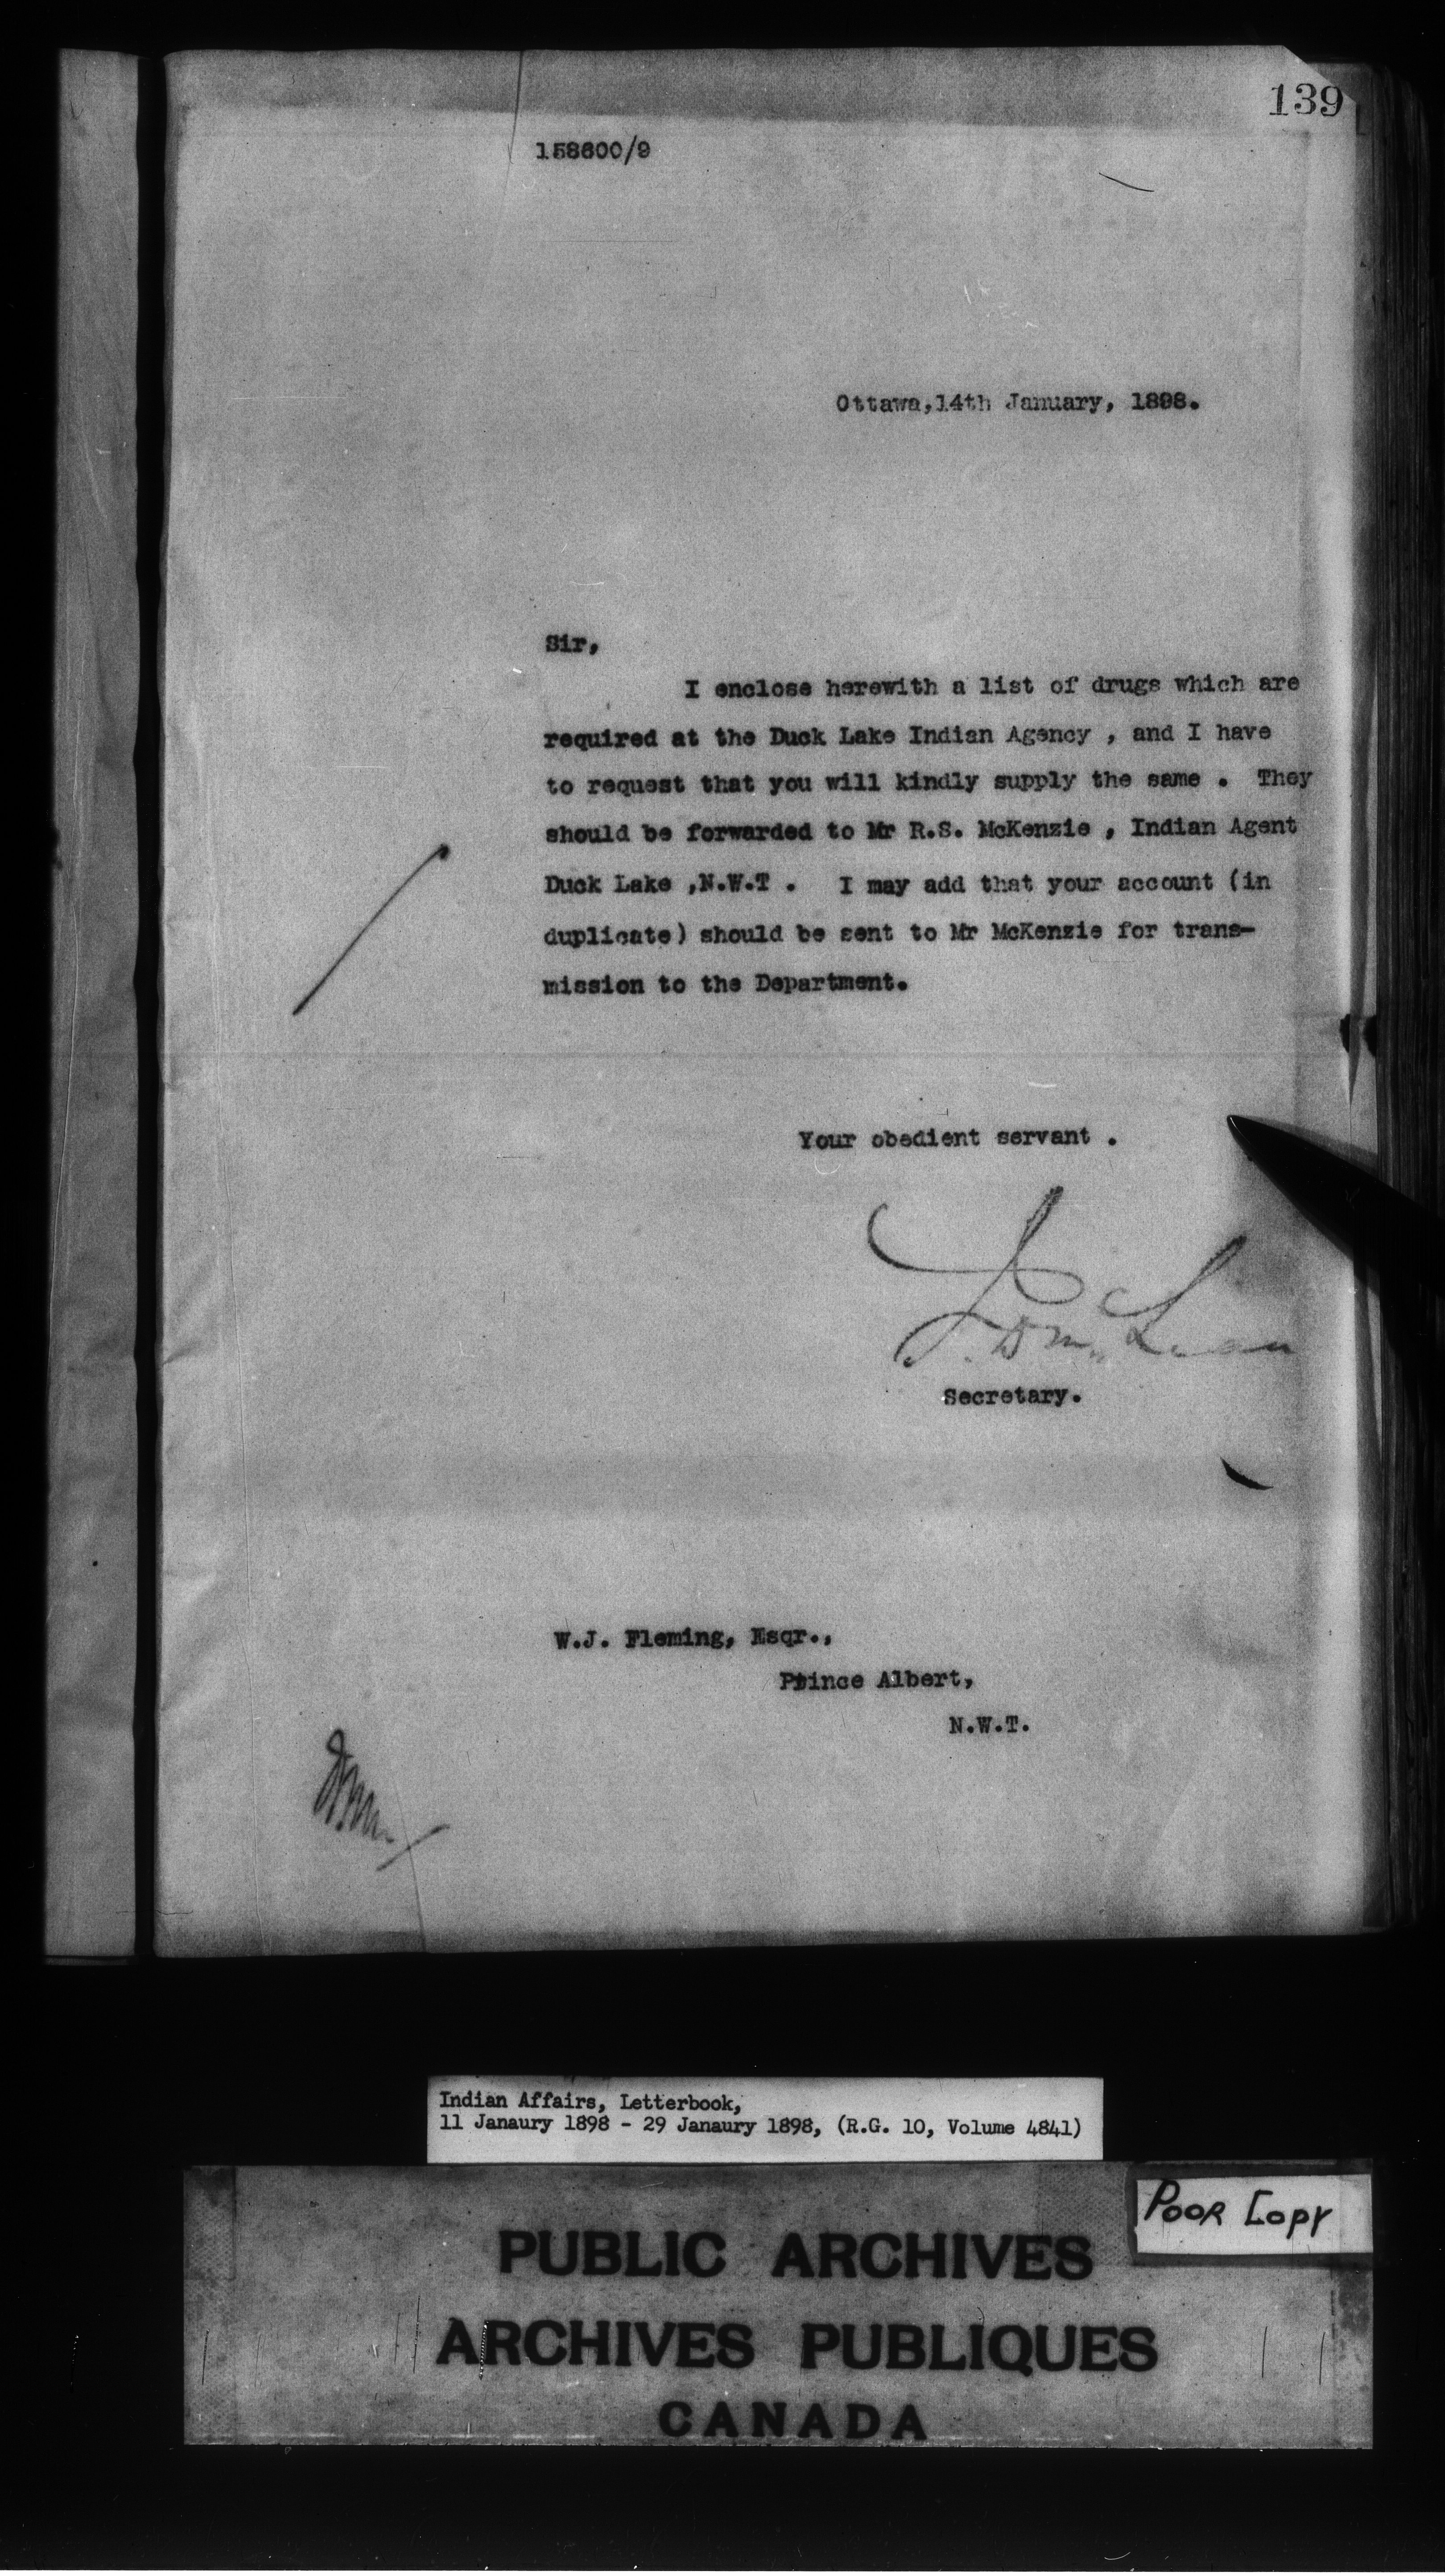 139
158600/9
Ottawa,14th January, 1898.
Sir,
I enclose herewith a list of drugs which are
required at the Duck Lake Indian Agency , and I have
to request that you will kindly supply the same . They
should be forwarded to Mr R.S. McKenzie , Indian Agent
Duck Lake ,N.W.T . I may add that your account (in
duplicate) should be sent to Mr McKenzie for trans-
mission to the Department.
Your obedient servant .
J. D. McLean
Secretary.
W.J. Fleming, Esqr.,
Prince Albert,
N.W.T.
Indian Affairs, Letterbook,
11 Janaury 1898 - 29 Janaury 1898, (R.G. 10, Volume 4841)
POOR COPY
PUBLIC ARCHIVES
ARCHIVES PUBLIQUES
CANADA